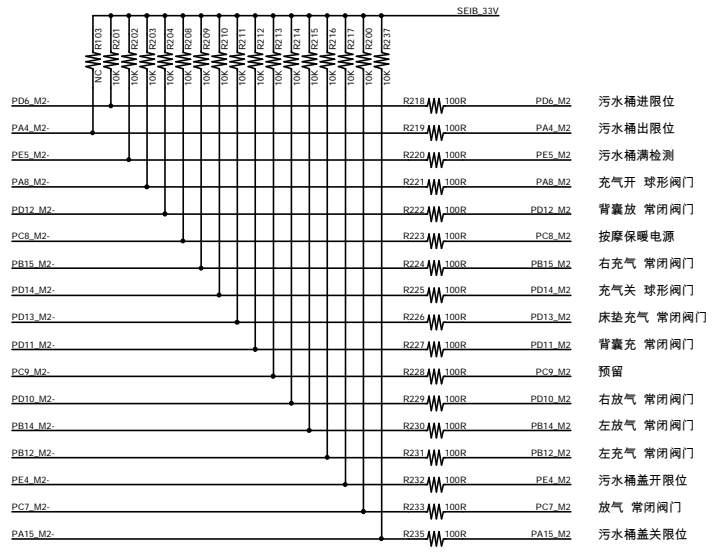 SEIB_33V
R103 R201 R202 R203 R204 R208 R209 R210 R211 R212 R213 R214 R215 R216 R217 R200 R237
NC 10K 10K 10K 10K 10K 10K 10K 10K 10K 10K 10K 10K 10K 10K 10K 10K
PD6_M2- R218 100R PD6_M2 污水桶进限位
PA4_M2- R219 100R PA4_M2 污水桶出限位
PE5_M2- R220 100R PE5_M2 污水桶满检测
PA8_M2- R221 100R PA8_M2 充气开 球形阀门
PD12_M2- R222 100R PD12_M2 背囊放 常闭阀门
PC8_M2- R223 100R PC8_M2 按摩保暖电源
PB15_M2- R224 100R PB15_M2 右充气 常闭阀门
PD14_M2- R225 100R PD14_M2 充气关 球形阀门
PD13_M2- R226 100R PD13_M2 床垫充气 常闭阀门
PD11_M2- R227 100R PD11_M2 背囊充 常闭阀门
PC9_M2- R228 100R PC9_M2 预留
PD10_M2- R229 100R PD10_M2 右放气 常闭阀门
PB14_M2- R230 100R PB14_M2 左放气 常闭阀门
PB12_M2- R231 100R PB12_M2 左充气 常闭阀门
PE4_M2- R232 100R PE4_M2 污水桶盖开限位
PC7_M2- R233 100R PC7_M2 放气 常闭阀门
PA15_M2- R235 100R PA15_M2 污水桶盖关限位